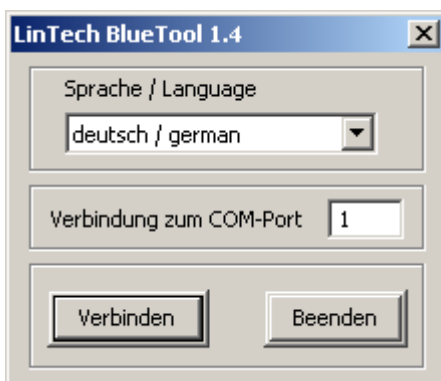 LinTech BlueTool 1.4
Sprache / Language
deutsch / german
Verbindung zum COM-Port 1
Verbinden Beenden